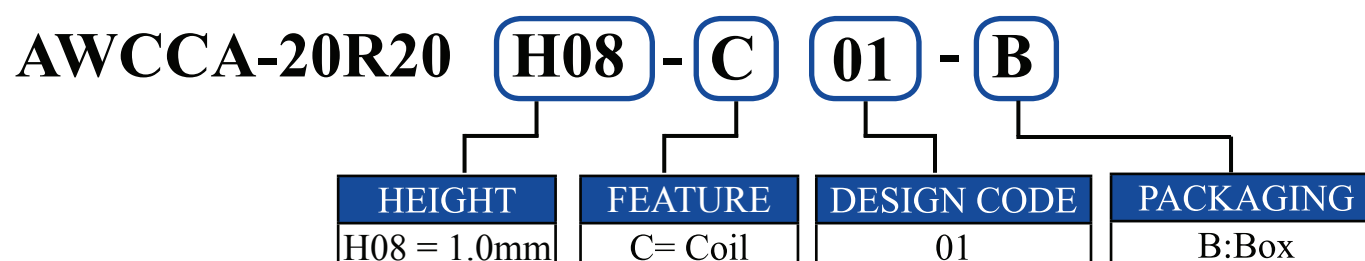 AWCCA-20R20 H08 - C 01 - B
HEIGHT FEATURE DESIGN CODE PACKAGING
H08 = 1.0mm C= Coil 01 B:Box